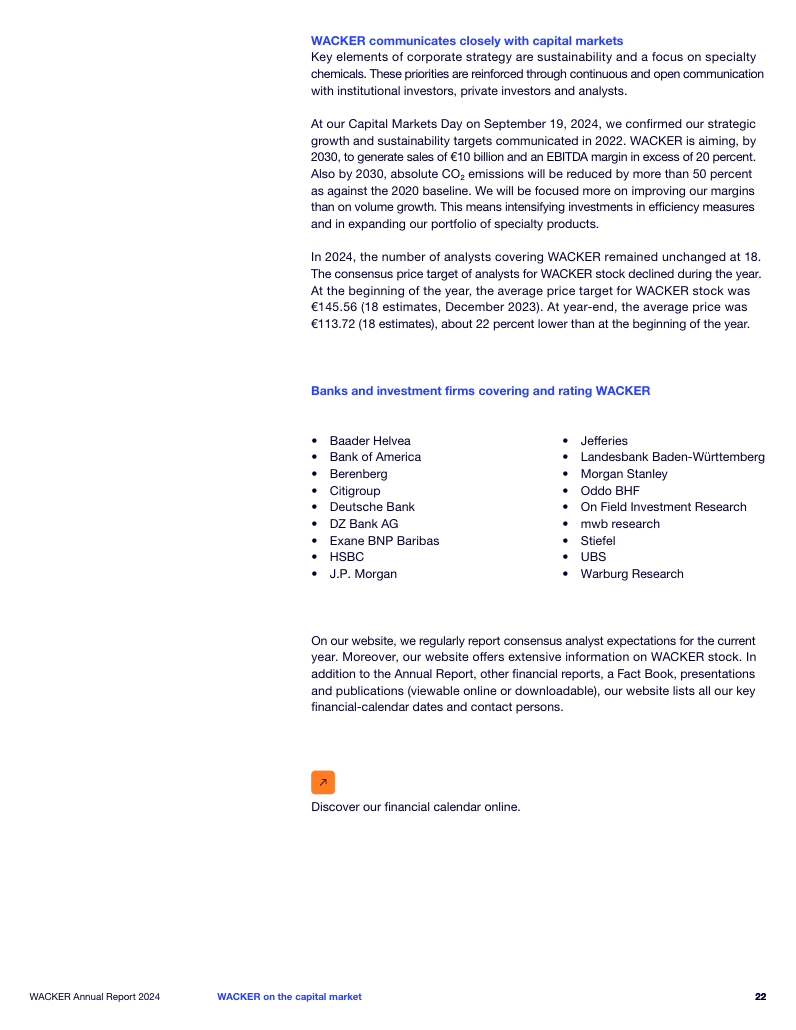 WACKER communicates closely with capital markets
Key elements of corporate strategy are sustainability and a focus on specialty
chemicals. These priorities are reinforced through continuous and open communication
with institutional investors, private investors and analysts.
At our Capital Markets Day on September 19, 2024, we confirmed our strategic
growth and sustainability targets communicated in 2022. WACKER is aiming, by
2030, to generate sales of €10 billion and an EBITDA margin in excess of 20 percent.
Also by 2030, absolute CO₂ emissions will be reduced by more than 50 percent
as against the 2020 baseline. We will be focused more on improving our margins
than on volume growth. This means intensifying investments in efficiency measures
and in expanding our portfolio of specialty products.
In 2024, the number of analysts covering WACKER remained unchanged at 18.
The consensus price target of analysts for WACKER stock declined during the year.
At the beginning of the year, the average price target for WACKER stock was
€145.56 (18 estimates, December 2023). At year-end, the average price was
€113.72 (18 estimates), about 22 percent lower than at the beginning of the year.
Banks and investment firms covering and rating WACKER
• Baader Helvea
• Bank of America
• Berenberg
• Citigroup
• Deutsche Bank
• DZ Bank AG
• Exane BNP Baribas
• HSBC
• J.P. Morgan
• Jefferies
• Landesbank Baden-Württemberg
• Morgan Stanley
• Oddo BHF
• On Field Investment Research
• mwb research
• Stiefel
• UBS
• Warburg Research
On our website, we regularly report consensus analyst expectations for the current
year. Moreover, our website offers extensive information on WACKER stock. In
addition to the Annual Report, other financial reports, a Fact Book, presentations
and publications (viewable online or downloadable), our website lists all our key
financial-calendar dates and contact persons.
Discover our financial calendar online.
WACKER Annual Report 2024
WACKER on the capital market
22